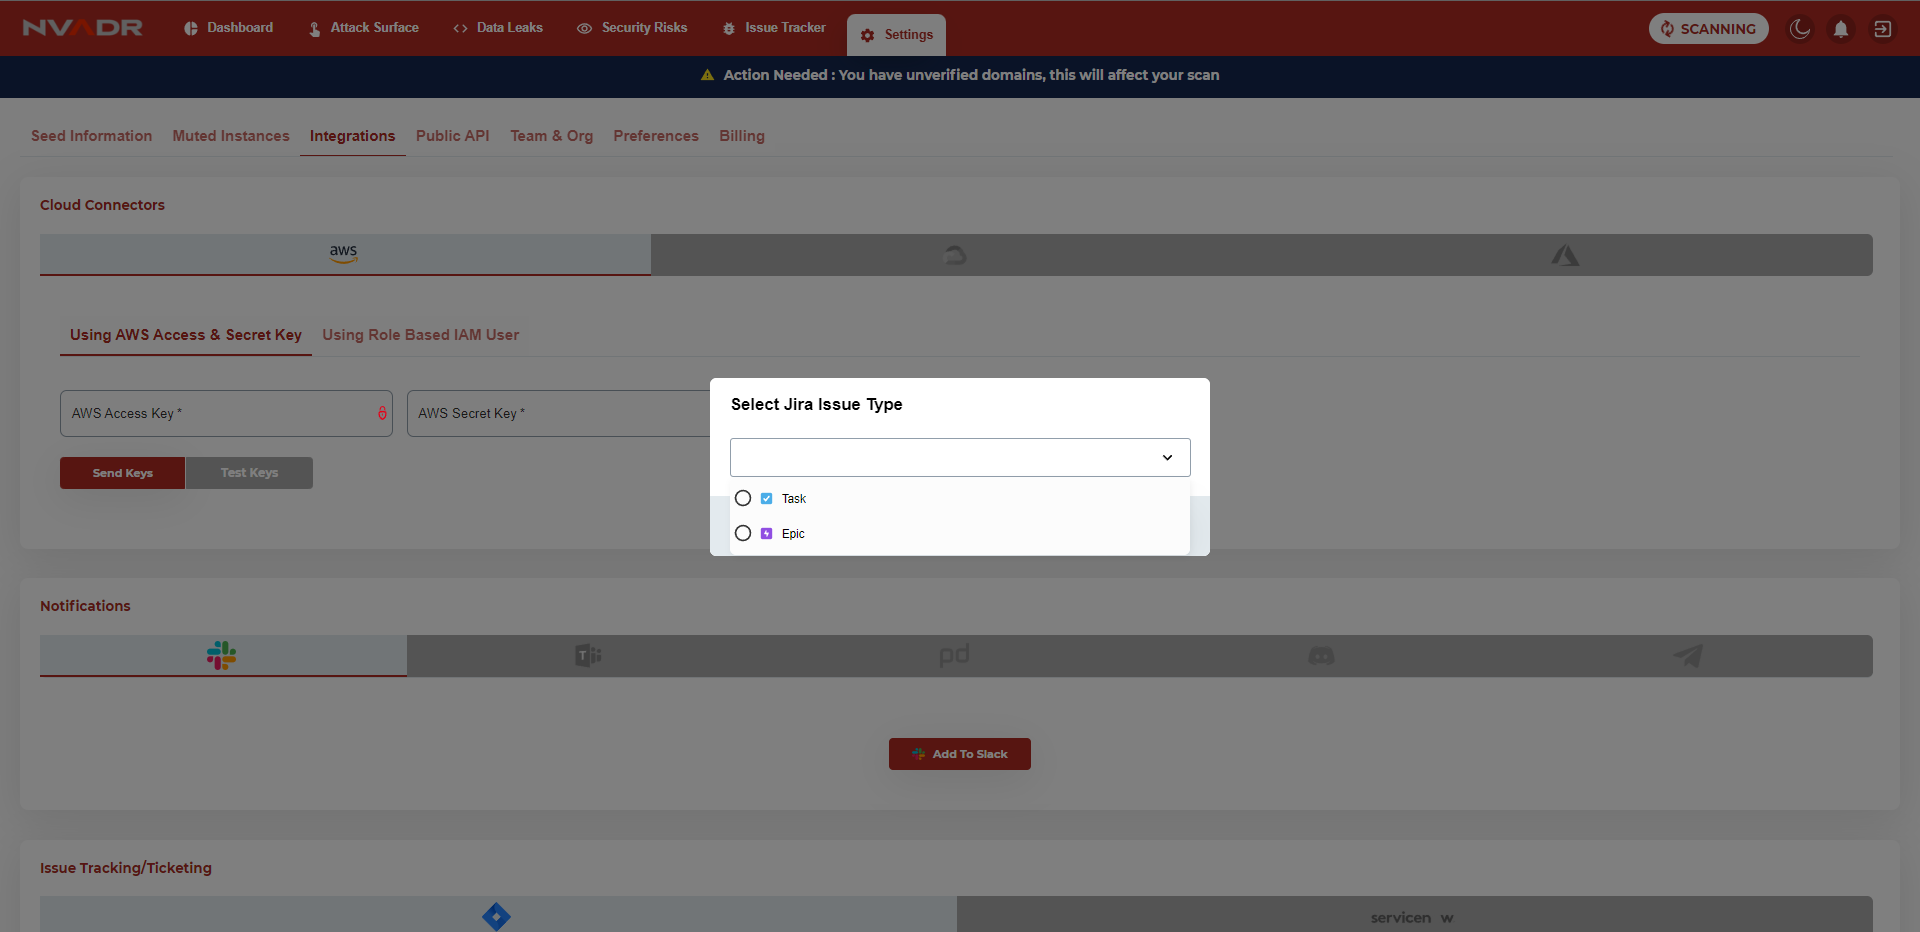 NVADR
Dashboard
Attack Surface
Data Leaks
Security Risks
Issue Tracker
Settings
SCANNING
Action Needed : You have unverified domains, this will affect your scan
Seed Information
Muted Instances
Integrations
Public API
Team & Org
Preferences
Billing
Cloud Connectors
aws
Using AWS Access & Secret Key
Using Role Based IAM User
AWS Access Key *
AWS Secret Key *
Send Keys
Test Keys
Select Jira Issue Type
Task
Epic
Notifications
T
pd
Add To Slack
Issue Tracking/Ticketing
servicen w